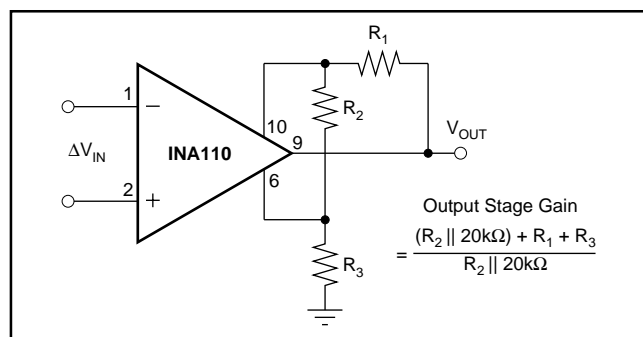 R1
1
−
10
R2
VOUT
ΔVIN
INA110
9
6
2
+
Output Stage Gain
= (R2 || 20kΩ) + R1 + R3
R2 || 20kΩ
R3